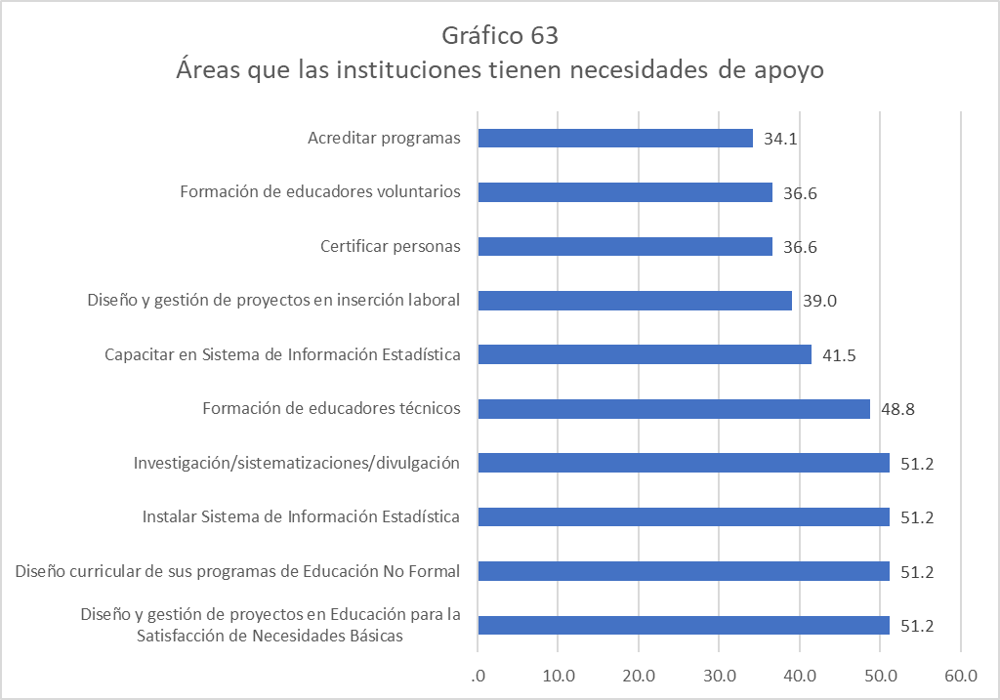 Gráfico 63
Áreas que las instituciones tienen necesidades de apoyo
Acreditar programas
34.1
Formación de educadores voluntarios
36.6
Certificar personas
36.6
Diseño y gestión de proyectos en inserción laboral
39.0
Capacitar en Sistema de Información Estadística
41.5
Formación de educadores técnicos
48.8
Investigación/sistematizaciones/divulgación
51.2
Instalar Sistema de Información Estadística
51.2
Diseño curricular de sus programas de Educación No Formal
51.2
Diseño y gestión de proyectos en Educación para la
Satisfacción de Necesidades Básicas
51.2
.0 10.0 20.0 30.0 40.0 50.0 60.0